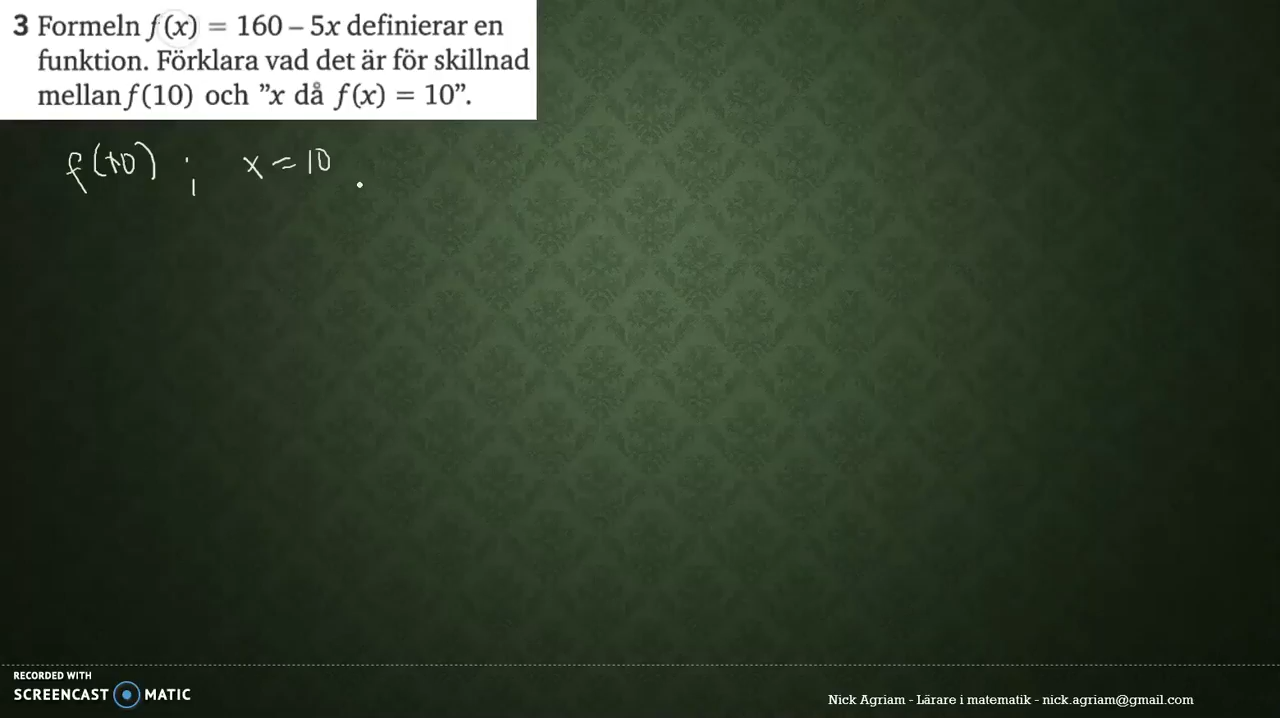 3 Formeln f(x) = 160 – 5x definierar en
funktion. Förklara vad det är för skillnad
mellan f(10) och ”x då f(x) = 10”.
f(10) ; x = 10
RECORDED WITH
SCREENCAST MATIC
Nick Agriam - Lärare i matematik - nick.agriam@gmail.com